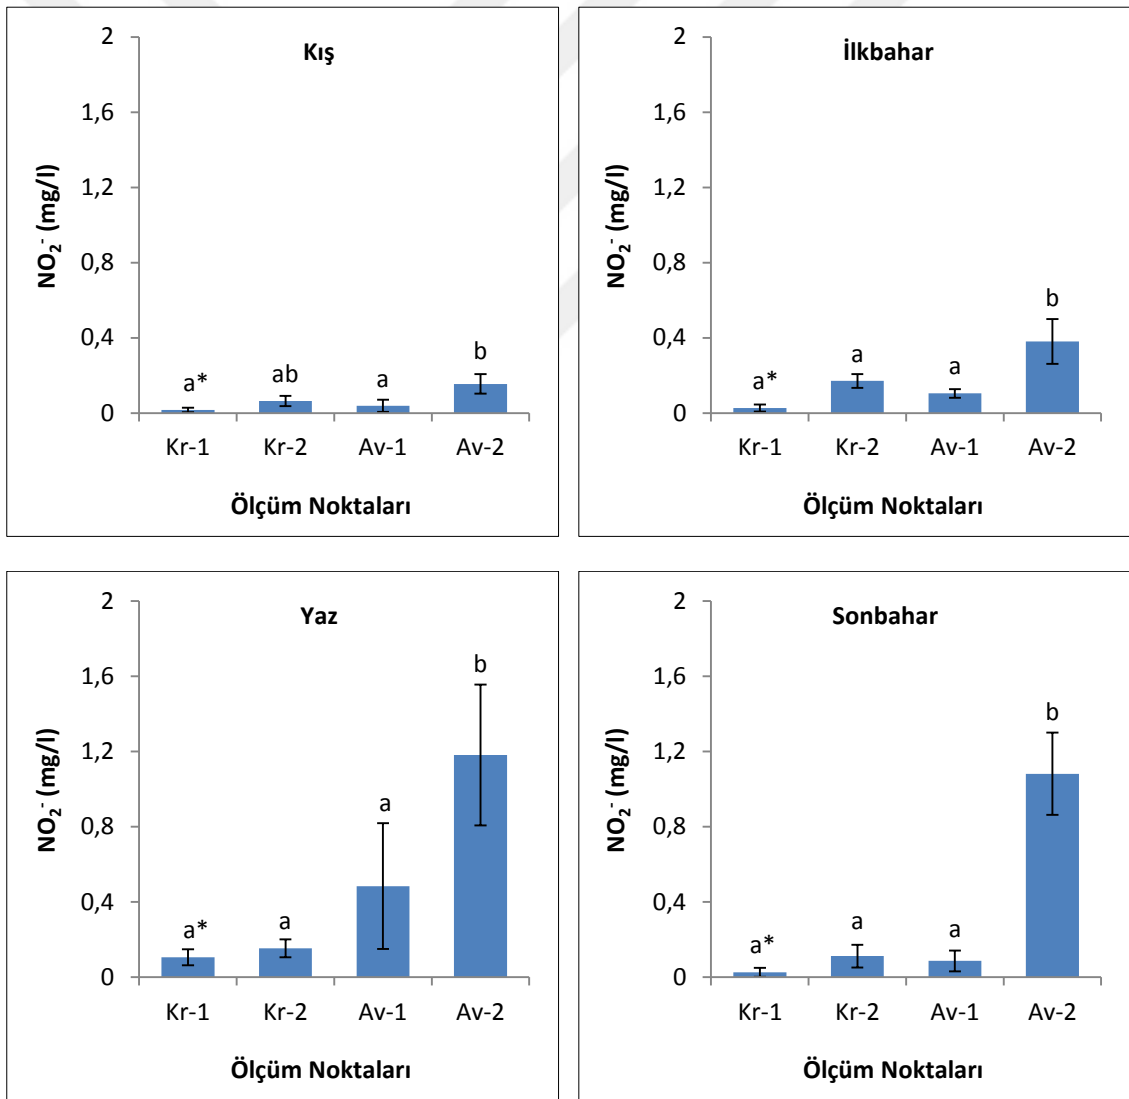 Kış
NO₂⁻ (mg/l)
2
1,6
1,2
0,8
0,4
0
a* ab a b
Kr-1 Kr-2 Av-1 Av-2
Ölçüm Noktaları
İlkbahar
NO₂⁻ (mg/l)
2
1,6
1,2
0,8
0,4
0
a* a a b
Kr-1 Kr-2 Av-1 Av-2
Ölçüm Noktaları
Yaz
NO₂⁻ (mg/l)
2
1,6
1,2
0,8
0,4
0
a* a a b
Kr-1 Kr-2 Av-1 Av-2
Ölçüm Noktaları
Sonbahar
NO₂⁻ (mg/l)
2
1,6
1,2
0,8
0,4
0
a* a a b
Kr-1 Kr-2 Av-1 Av-2
Ölçüm Noktaları